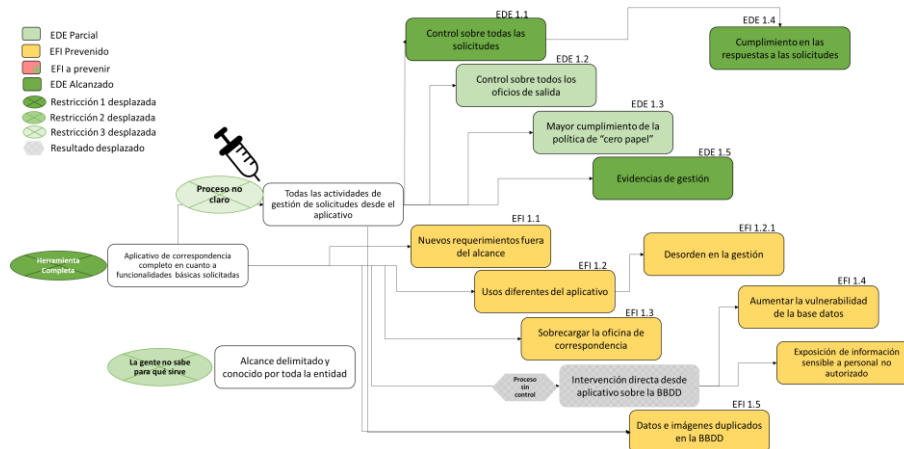 EDE Parcial
EFI Prevenido
EFI a prevenir
EDE Alcanzado
Restricción 1 desplazada
Restricción 2 desplazada
Restricción 3 desplazada
Resultado desplazado
EDE 1.1
Control sobre todas las
solicitudes
EDE 1.4
Cumplimiento en las
respuestas a las solicitudes
EDE 1.2
Control sobre todos los
oficios de salida
EDE 1.3
Mayor cumplimiento de la
política de “cero papel”
EDE 1.5
Evidencias de gestión
Proceso no
claro
Todas las actividades de
gestión de solicitudes desde el
aplicativo
Herramienta
Completa
Aplicativo de correspondencia
completo en cuanto a
funcionalidades básicas solicitadas
EFI 1.1
Nuevos requerimientos fuera
del alcance
EFI 1.2
Usos diferentes del aplicativo
EFI 1.2.1
Desorden en la gestión
EFI 1.3
Sobrecargar la oficina de
correspondencia
EFI 1.4
Aumentar la vulnerabilidad
de la base datos
La gente no sabe
para qué sirve
Alcance delimitado y
conocido por toda la entidad
Proceso
sin
control
Intervención directa desde
aplicativo sobre la BBDD
Exposición de información
sensible a personal no
autorizado
EFI 1.5
Datos e imágenes duplicados
en la BBDD